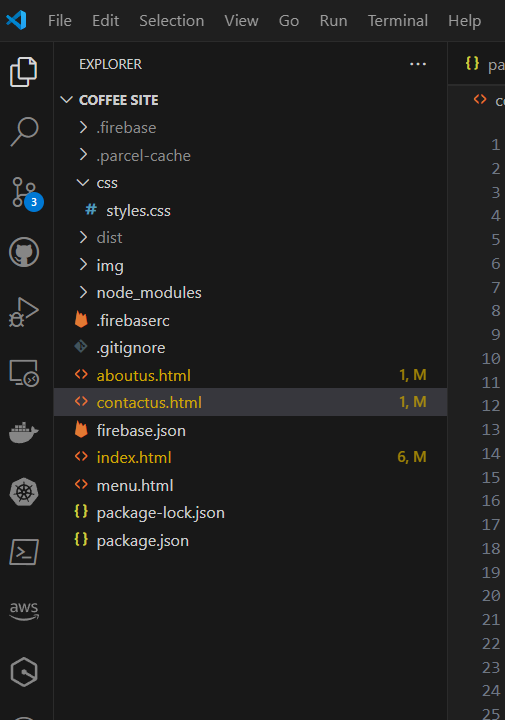 File Edit Selection View Go Run Terminal Help
EXPLORER ···
{} pa
COFFEE SITE
<> c
.firebase
.parcel-cache
css
# styles.css
dist
img
node_modules
.firebaserc
.gitignore
<> aboutus.html 1, M
<> contactus.html 1, M
firebase.json
<> index.html 6, M
<> menu.html
{} package-lock.json
{} package.json
3
aws
1
2
3
4
5
6
7
8
9
10
11
12
13
14
15
16
17
18
19
20
21
22
23
24
25